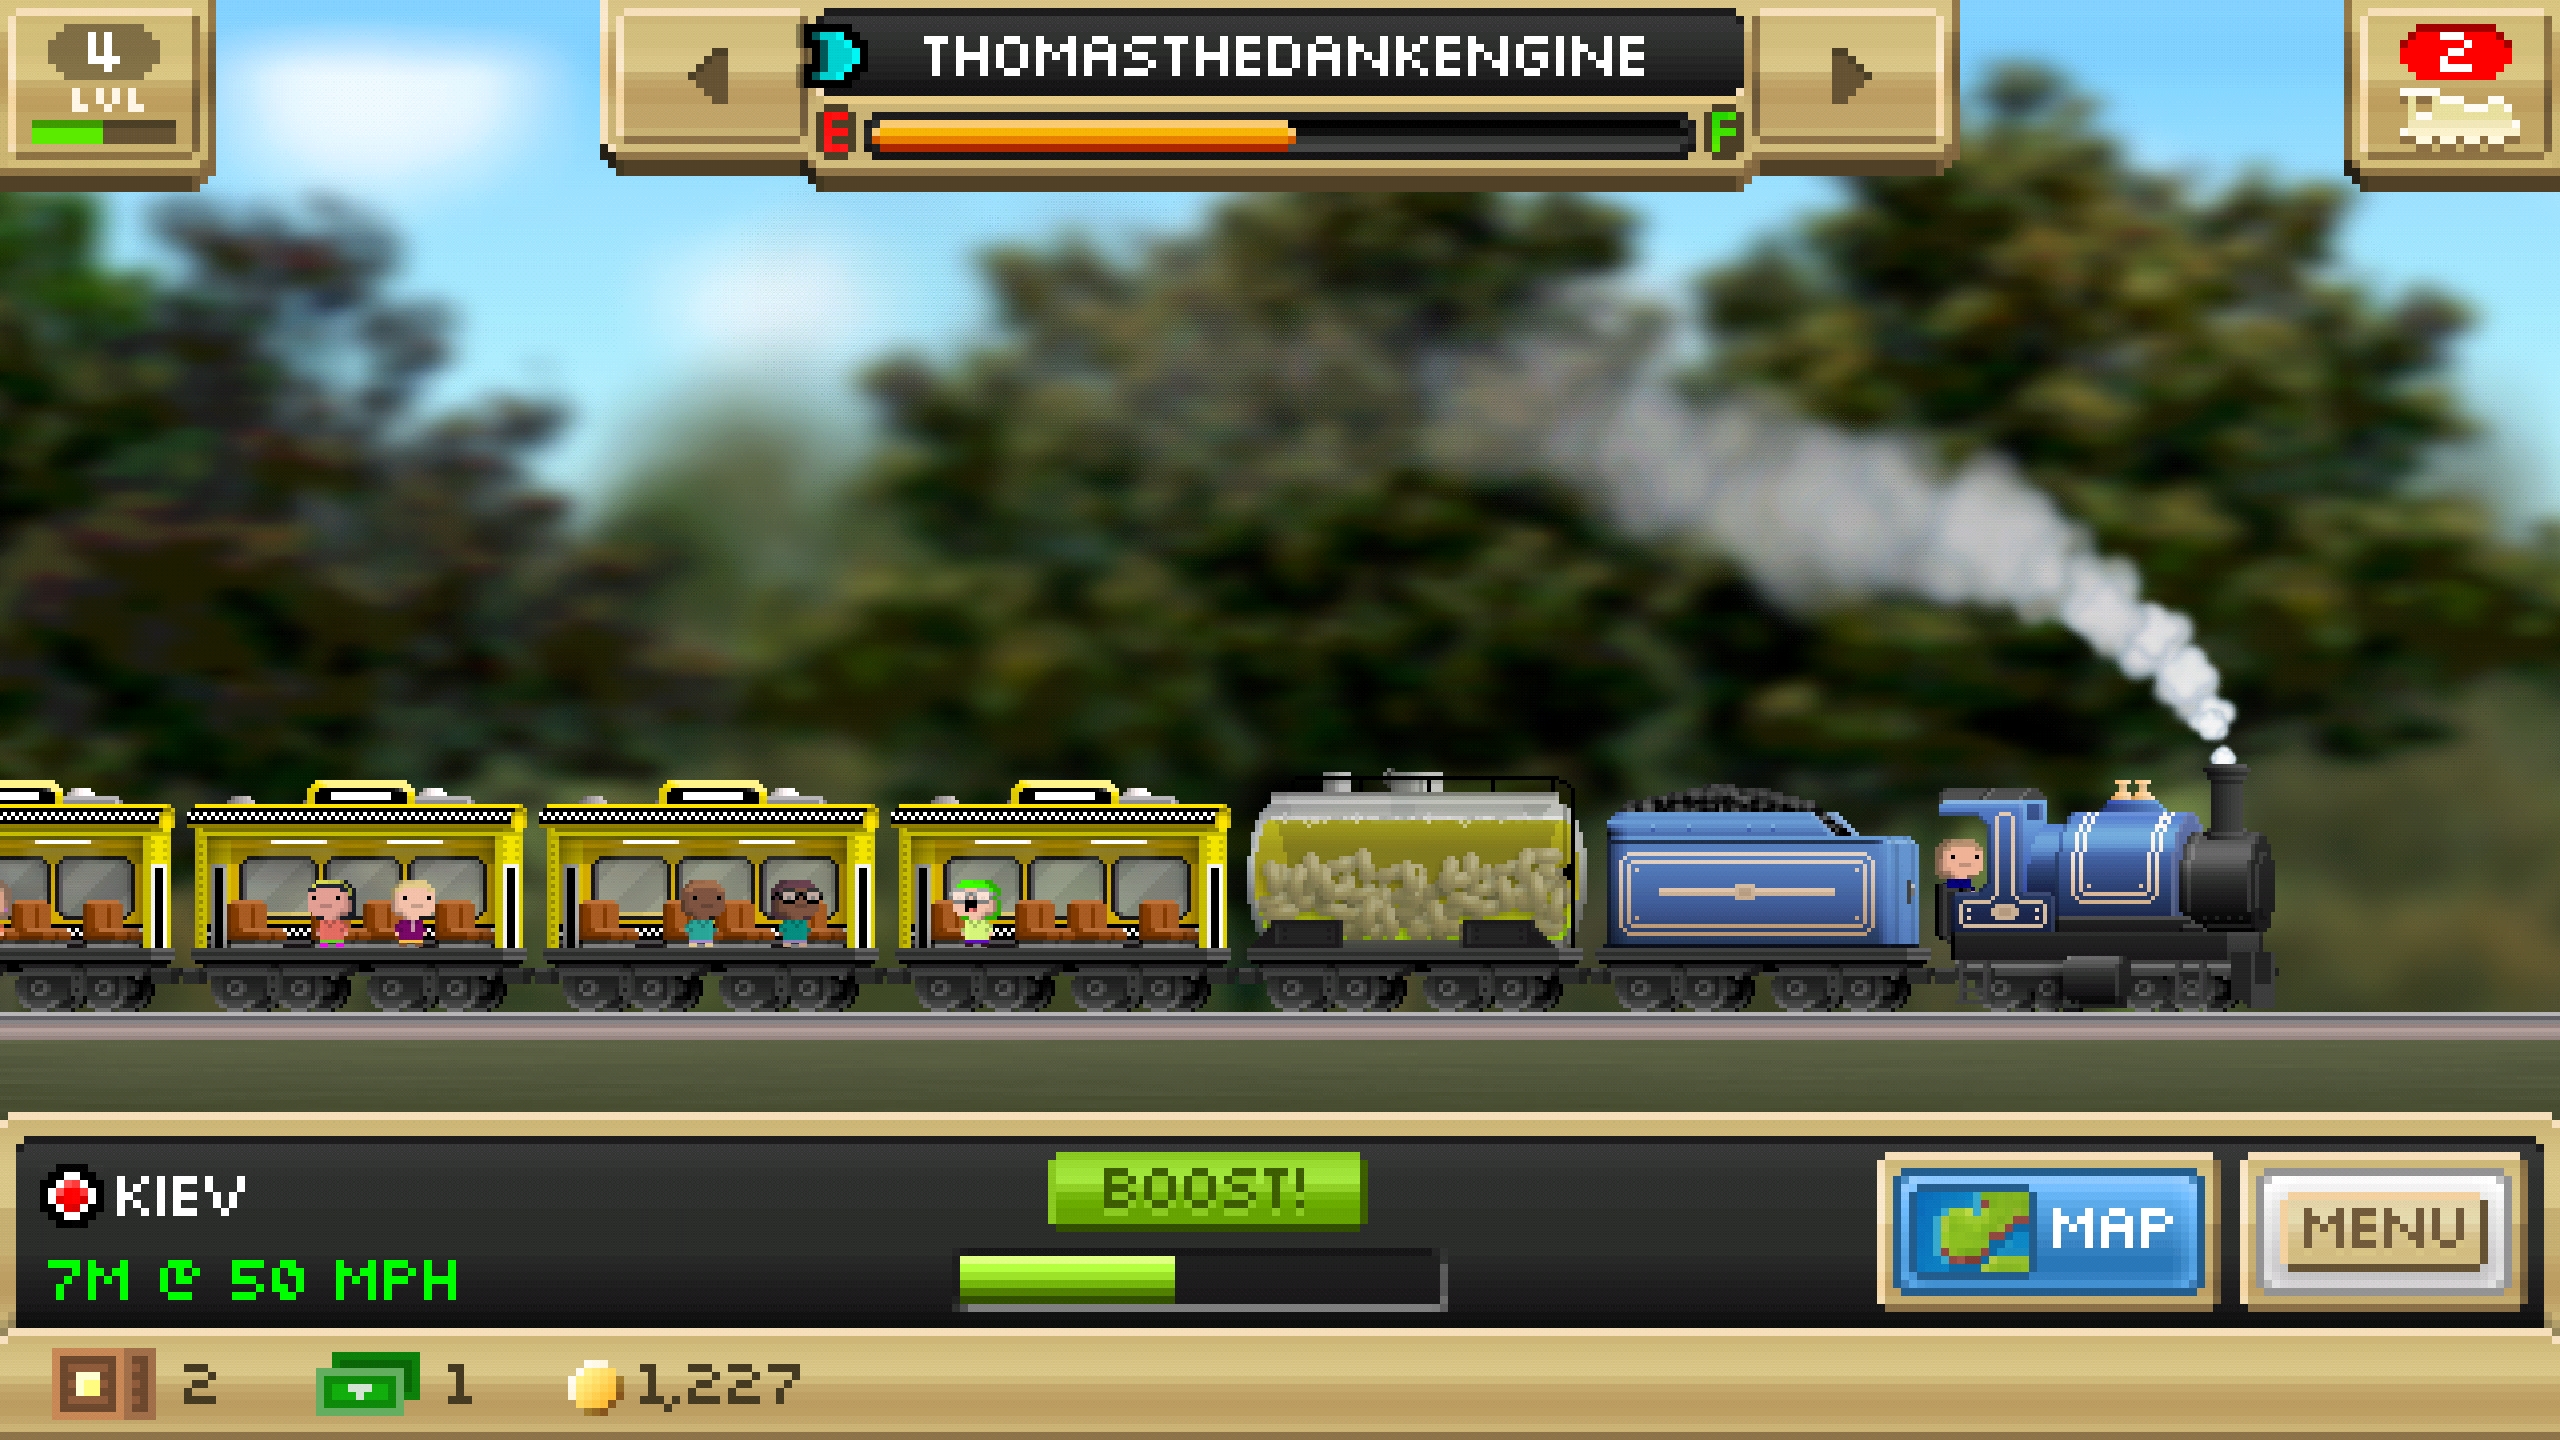 4
LVL
THOMASTHEDANKENGINE
E
F
2
KIEV
7M @ 50 MPH
BOOST!
MAP
MENU
2
1
1,227